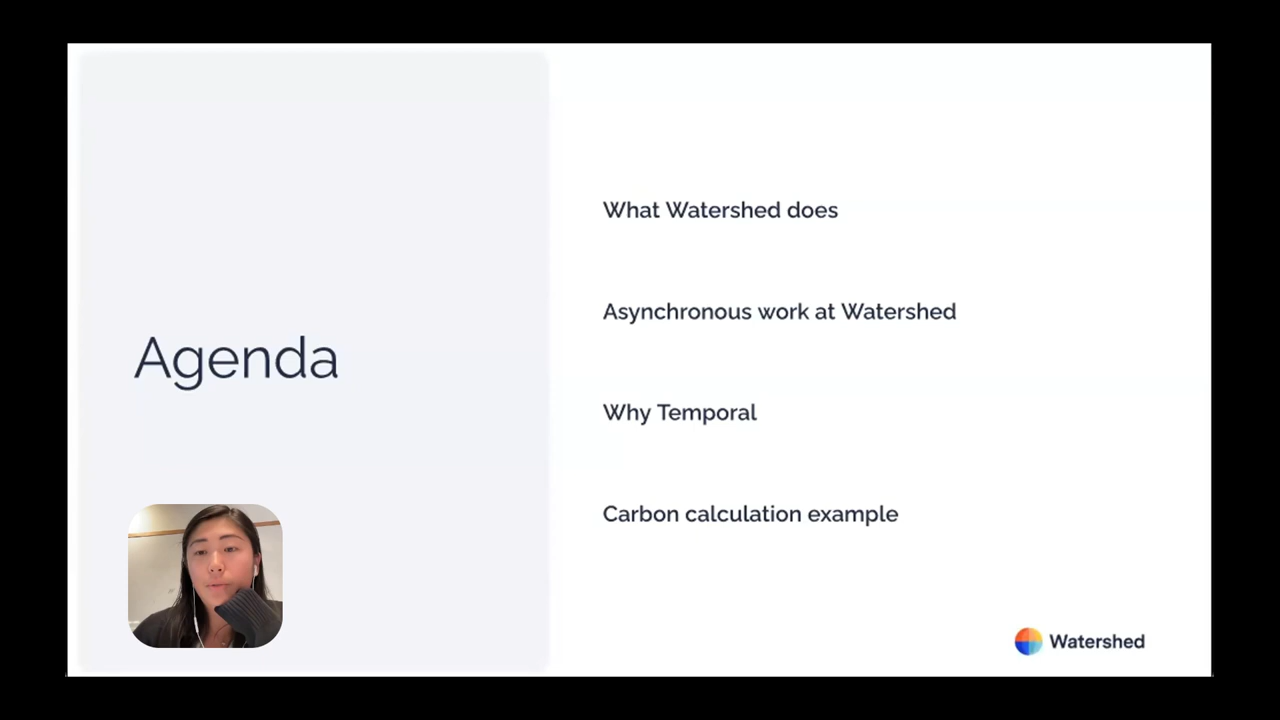 Agenda
What Watershed does
Asynchronous work at Watershed
Why Temporal
Carbon calculation example
Watershed